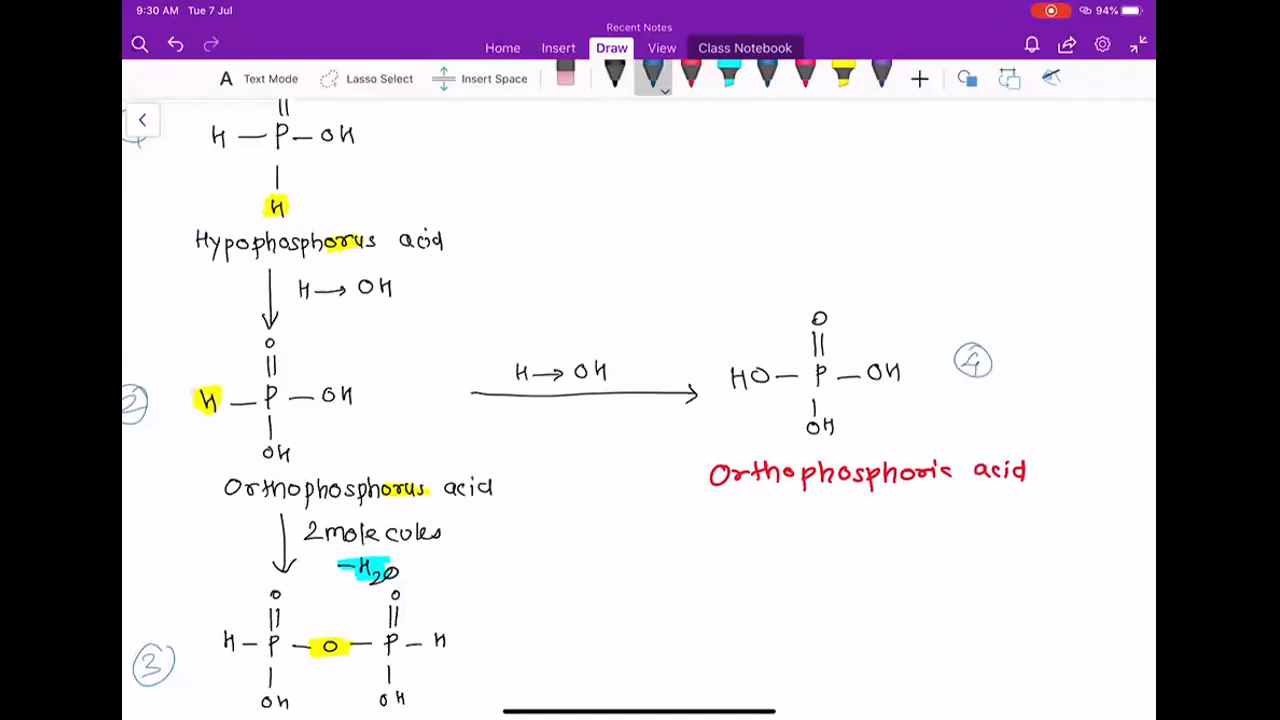 9:30 AM Tue 7 Jul
94%
Recent Notes
Home Insert Draw View Class Notebook
A Text Mode Lasso Select Insert Space
H — P — OH
H
Hypophosphorus acid
H → OH
O
H — P — OH
OH
Orthophosphorus acid
2
H → OH
O
HO — P — OH
OH
4
Orthophosphoric acid
2 molecules
-H2O
O O
H — P — O — P — H
OH OH
3